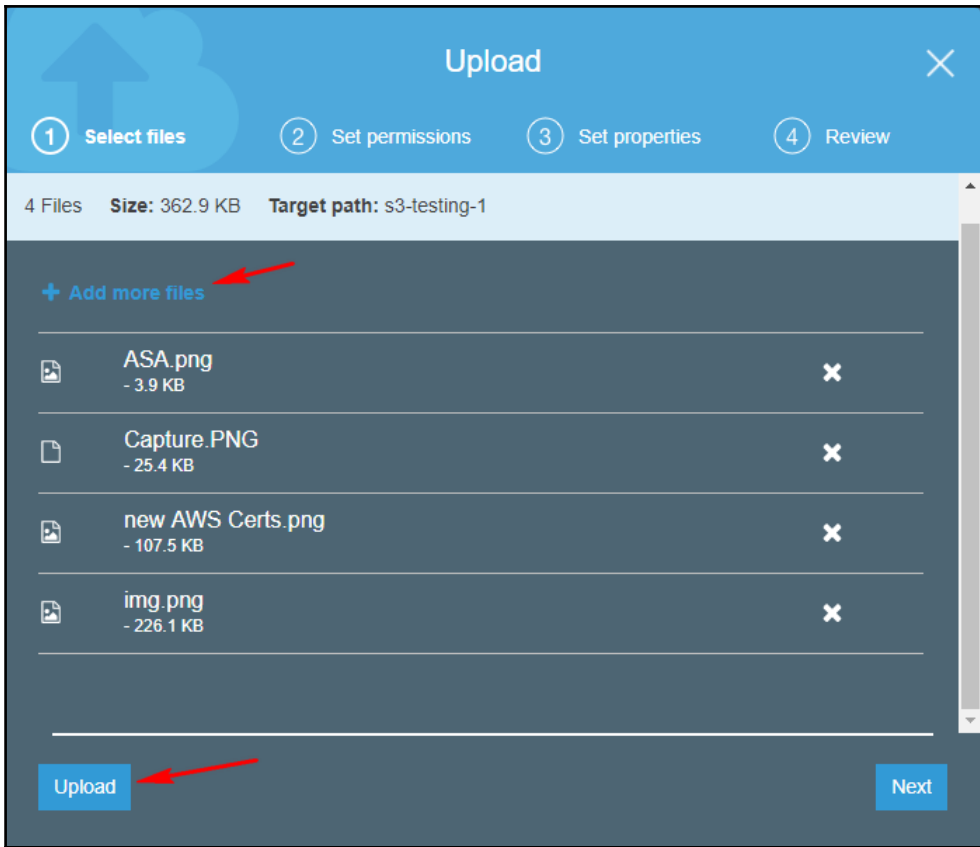 Upload
1 Select files 2 Set permissions 3 Set properties 4 Review
4 Files Size: 362.9 KB Target path: s3-testing-1
+ Add more files
ASA.png
- 3.9 KB
Capture.PNG
- 25.4 KB
new AWS Certs.png
- 107.5 KB
img.png
- 226.1 KB
Upload Next